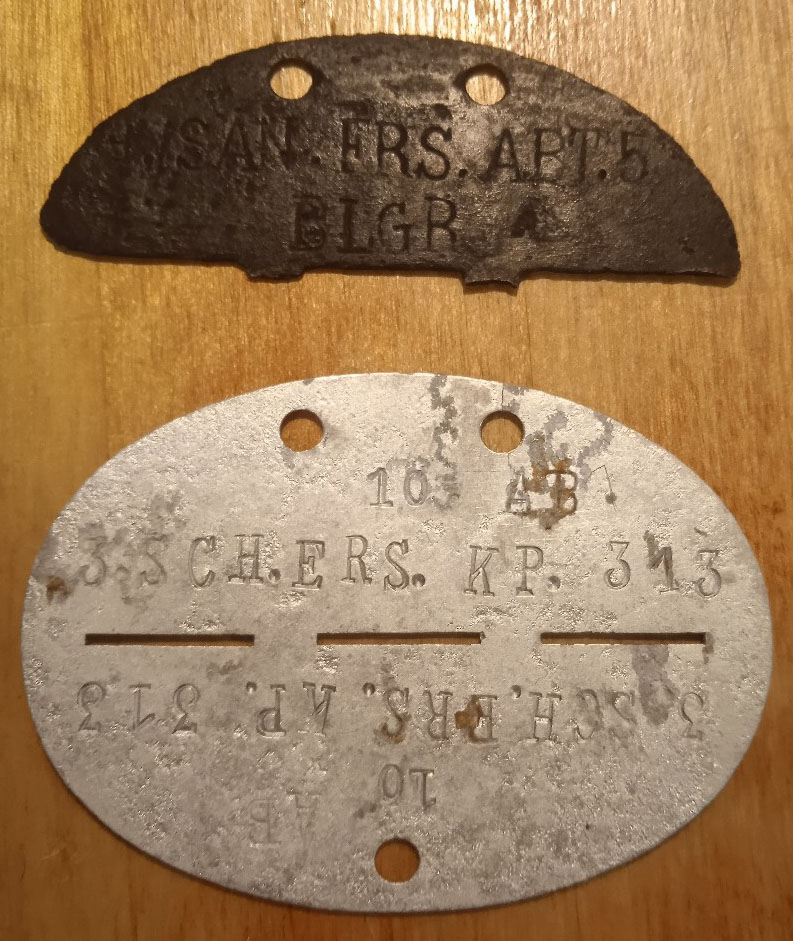 /SAN. ERS. ABT. 5
BLGR. A
10 AB
3.SCH.ERS. KP. 313
10 AB
3.SCH.ERS. KP. 313